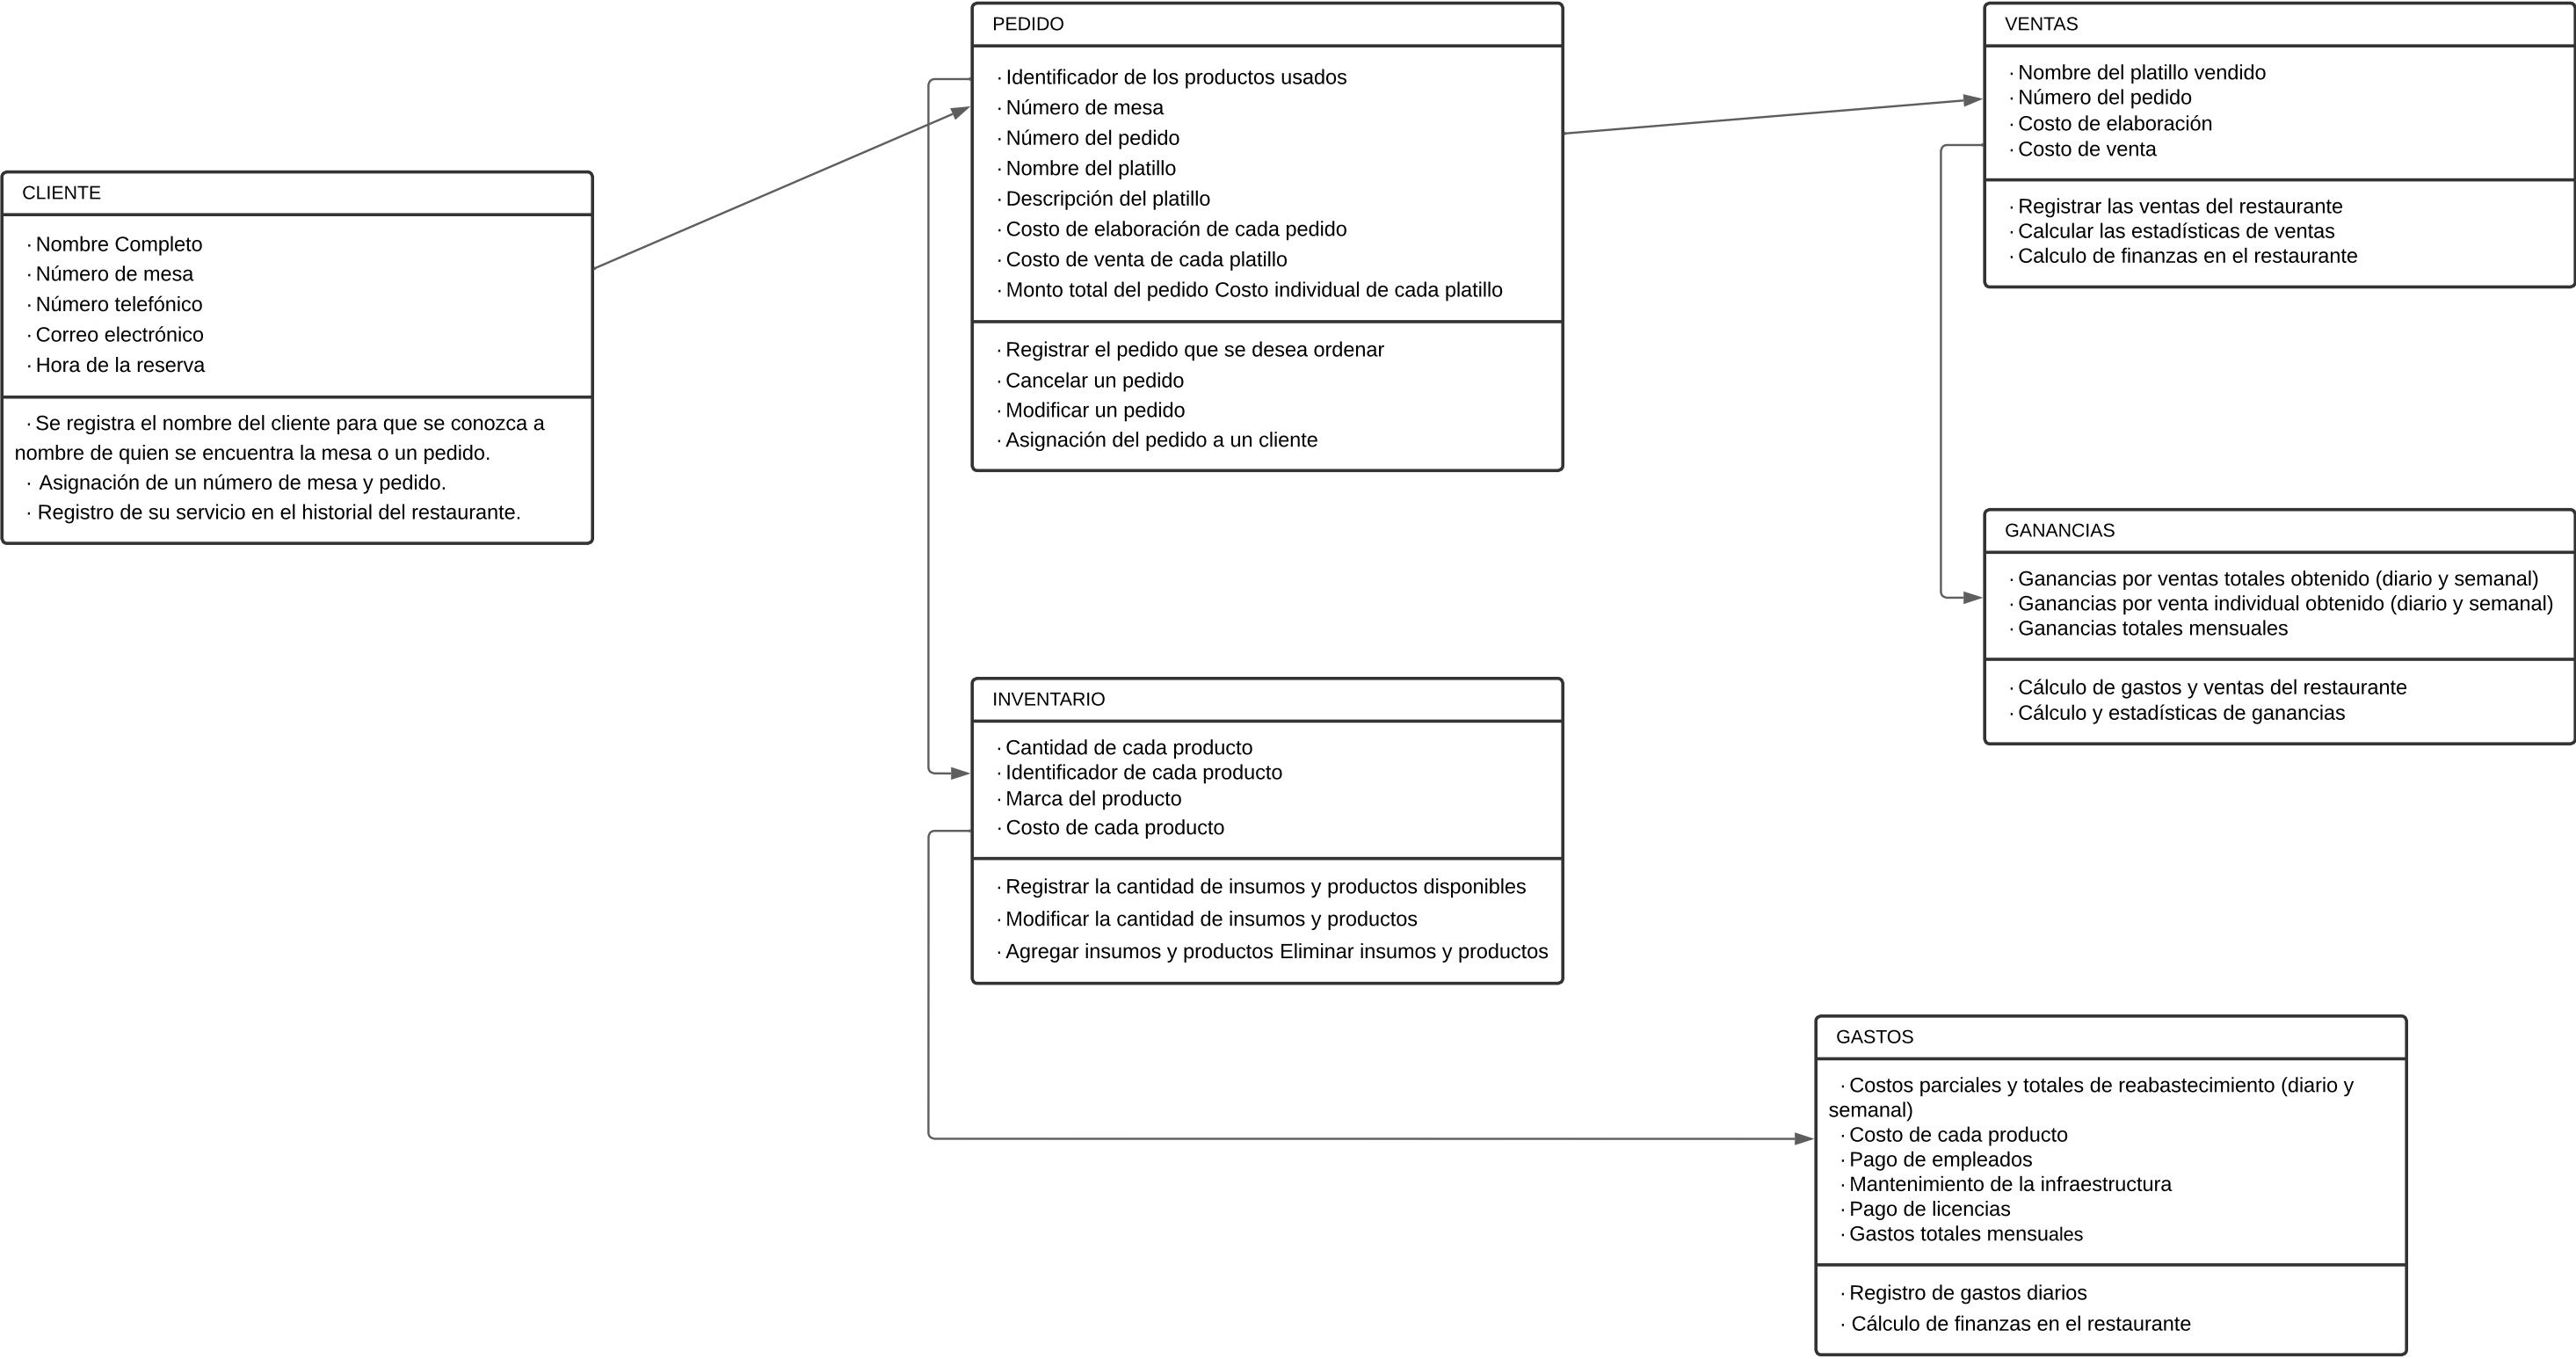 CLIENTE
· Nombre Completo
· Número de mesa
· Número telefónico
· Correo electrónico
· Hora de la reserva
· Se registra el nombre del cliente para que se conozca a
nombre de quien se encuentra la mesa o un pedido.
· Asignación de un número de mesa y pedido.
· Registro de su servicio en el historial del restaurante.
PEDIDO
· Identificador de los productos usados
· Número de mesa
· Número del pedido
· Nombre del platillo
· Descripción del platillo
· Costo de elaboración de cada pedido
· Costo de venta de cada platillo
· Monto total del pedido Costo individual de cada platillo
· Registrar el pedido que se desea ordenar
· Cancelar un pedido
· Modificar un pedido
· Asignación del pedido a un cliente
VENTAS
· Nombre del platillo vendido
· Número del pedido
· Costo de elaboración
· Costo de venta
· Registrar las ventas del restaurante
· Calcular las estadísticas de ventas
· Calculo de finanzas en el restaurante
GANANCIAS
· Ganancias por ventas totales obtenido (diario y semanal)
· Ganancias por venta individual obtenido (diario y semanal)
· Ganancias totales mensuales
· Cálculo de gastos y ventas del restaurante
· Cálculo y estadísticas de ganancias
INVENTARIO
· Cantidad de cada producto
· Identificador de cada producto
· Marca del producto
· Costo de cada producto
· Registrar la cantidad de insumos y productos disponibles
· Modificar la cantidad de insumos y productos
· Agregar insumos y productos Eliminar insumos y productos
GASTOS
· Costos parciales y totales de reabastecimiento (diario y
semanal)
· Costo de cada producto
· Pago de empleados
· Mantenimiento de la infraestructura
· Pago de licencias
· Gastos totales mensuales
· Registro de gastos diarios
· Cálculo de finanzas en el restaurante